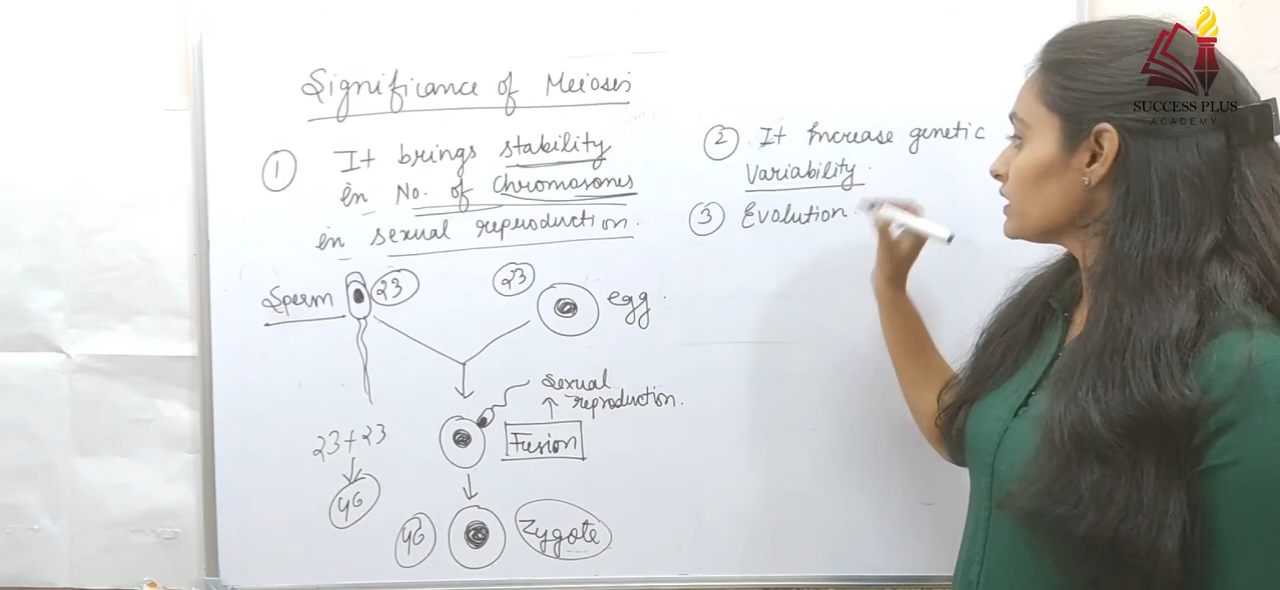 Significance of Meiosis
① It brings stability
in No. of Chromosones
in sexual reproduction.
Sperm 23
23 egg.
sexual
reproduction.
Fusion
23+23
46
46 Zygote
② It Increase genetic
Variability.
③ Evolution.
SUCCESS PLUS
ACADEMY